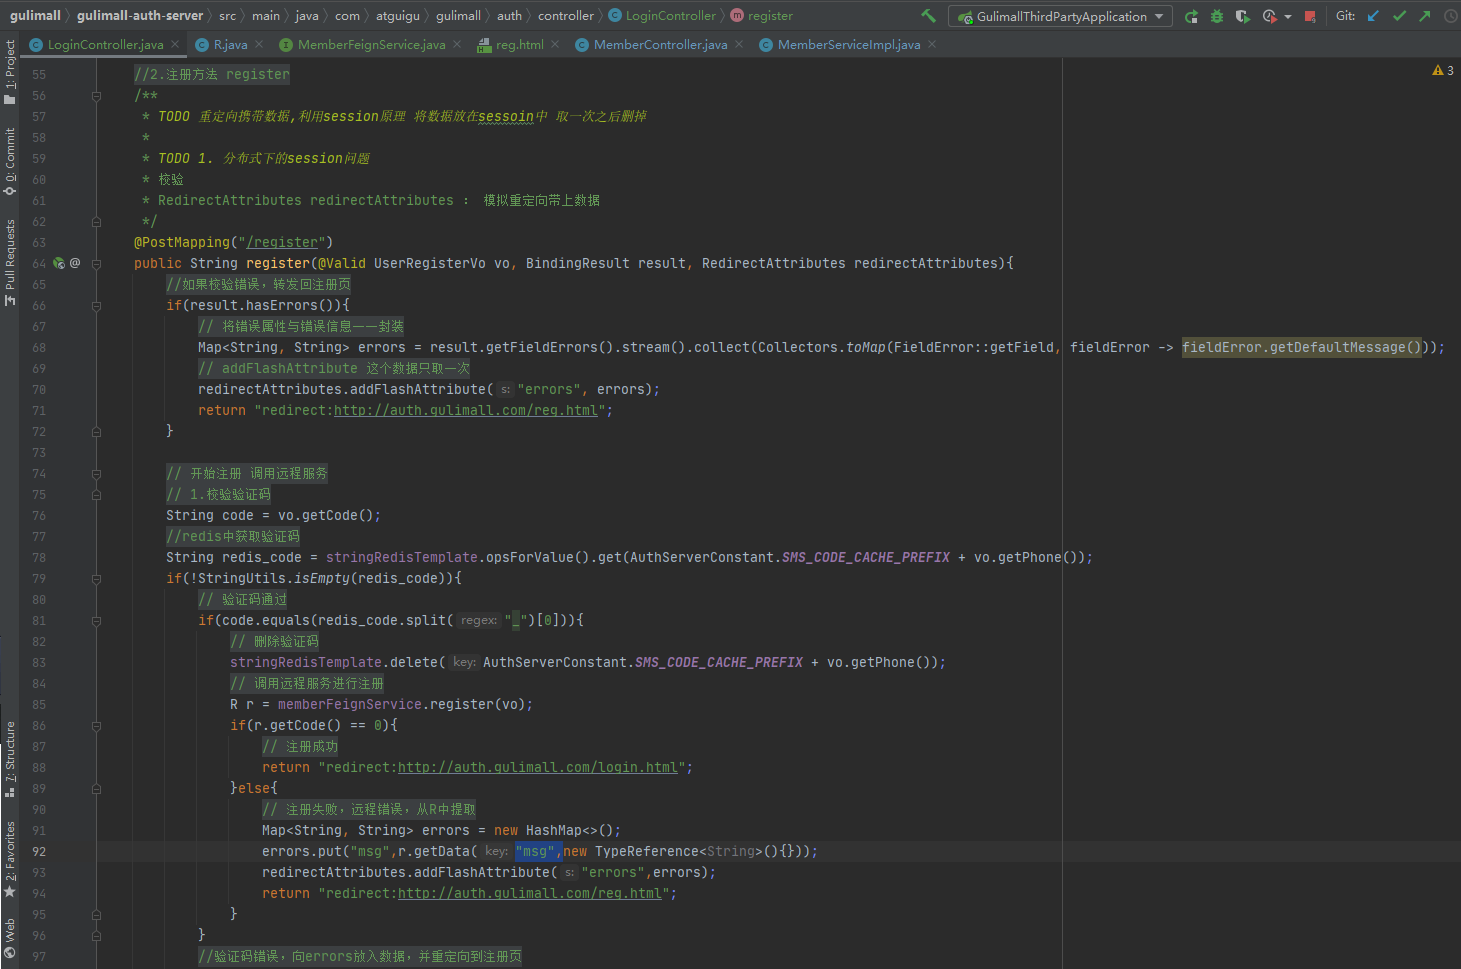 gulimall gulimall-auth-server src main java com atguigu gulimall auth controller LoginController register GulimallThirdPartyApplication Git:
LoginController.java R.java MemberFeignService.java reg.html MemberController.java MemberServiceImpl.java
1: Project
0: Commit
Pull Requests
7: Structure
2: Favorites
Web
3
55 //2.注册方法 register
56 /**
57 * TODO 重定向携带数据,利用session原理 将数据放在sessoin中 取一次之后删掉
58 *
59 * TODO 1. 分布式下的session问题
60 * 校验
61 * RedirectAttributes redirectAttributes : 模拟重定向带上数据
62 */
63 @PostMapping("/register")
64 public String register(@Valid UserRegisterVo vo, BindingResult result, RedirectAttributes redirectAttributes){
65 //如果校验错误，转发回注册页
66 if(result.hasErrors()){
67 // 将错误属性与错误信息一一封装
68 Map<String, String> errors = result.getFieldErrors().stream().collect(Collectors.toMap(FieldError::getField, fieldError -> fieldError.getDefaultMessage()));
69 // addFlashAttribute 这个数据只取一次
70 redirectAttributes.addFlashAttribute( s: "errors", errors);
71 return "redirect:http://auth.gulimall.com/reg.html";
72 }
73
74 // 开始注册 调用远程服务
75 // 1.校验验证码
76 String code = vo.getCode();
77 //redis中获取验证码
78 String redis_code = stringRedisTemplate.opsForValue().get(AuthServerConstant.SMS_CODE_CACHE_PREFIX + vo.getPhone());
79 if(!StringUtils.isEmpty(redis_code)){
80 // 验证码通过
81 if(code.equals(redis_code.split( regex: "_")[0])){
82 // 删除验证码
83 stringRedisTemplate.delete( key: AuthServerConstant.SMS_CODE_CACHE_PREFIX + vo.getPhone());
84 // 调用远程服务进行注册
85 R r = memberFeignService.register(vo);
86 if(r.getCode() == 0){
87 // 注册成功
88 return "redirect:http://auth.gulimall.com/login.html";
89 }else{
90 // 注册失败，远程错误，从R中提取
91 Map<String, String> errors = new HashMap<>();
92 errors.put("msg",r.getData( key: "msg",new TypeReference<String>(){}));
93 redirectAttributes.addFlashAttribute( s: "errors",errors);
94 return "redirect:http://auth.gulimall.com/reg.html";
95 }
96 }
97 //验证码错误，向errors放入数据，并重定向到注册页